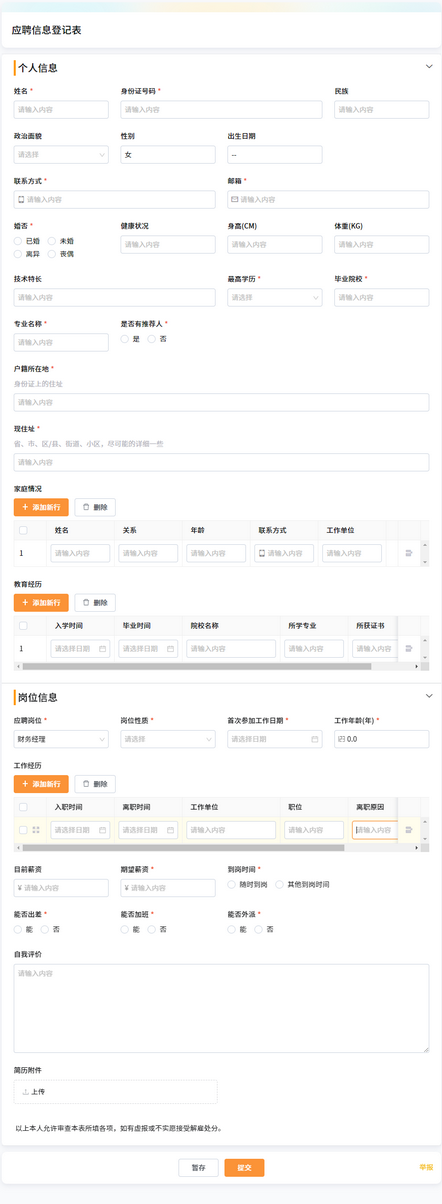 应聘信息登记表
个人信息
姓名 * 身份证号码 * 民族
请输入内容 请输入内容 请输入内容
政治面貌 性别 出生日期
请选择 女 --
联系方式 * 邮箱 *
请输入内容 请输入内容
婚否 * 健康状况 身高(CM) 体重(KG)
已婚 未婚 请输入内容 请输入内容 请输入内容
离异 丧偶
技术特长 最高学历 * 毕业院校 *
请输入内容 请选择 请输入内容
专业名称 * 是否有推荐人 *
请输入内容 是 否
户籍所在地 *
身份证上的住址
请输入内容
现住址 *
省、市、区/县、街道、小区，尽可能的详细一些
请输入内容
家庭情况
+ 添加新行 删除
姓名 关系 年龄 联系方式 工作单位
1 请输入内容 请输入内容 请输入内容 请输入内容 请输入内容
教育经历
+ 添加新行 删除
入学时间 毕业时间 院校名称 所学专业 所获证书
1 请选择日期 请选择日期 请输入内容 请输入内容 请输入内容
岗位信息
应聘岗位 * 岗位性质 * 首次参加工作日期 * 工作年龄(年) *
财务经理 请选择 请选择日期 0.0
工作经历
+ 添加新行 删除
入职时间 离职时间 工作单位 职位 离职原因
请选择日期 请选择日期 请输入内容 请输入内容 请输入内容
目前薪资 期望薪资 * 到岗时间 *
¥ 请输入内容 ¥ 请输入内容 随时到岗 其他到岗时间
能否出差 * 能否加班 * 能否外派 *
能 否 能 否 能 否
自我评价
请输入内容
简历附件
上传
以上本人允许审查本表所填各项，如有虚报或不实愿接受解雇处分。
暂存 提交 举报